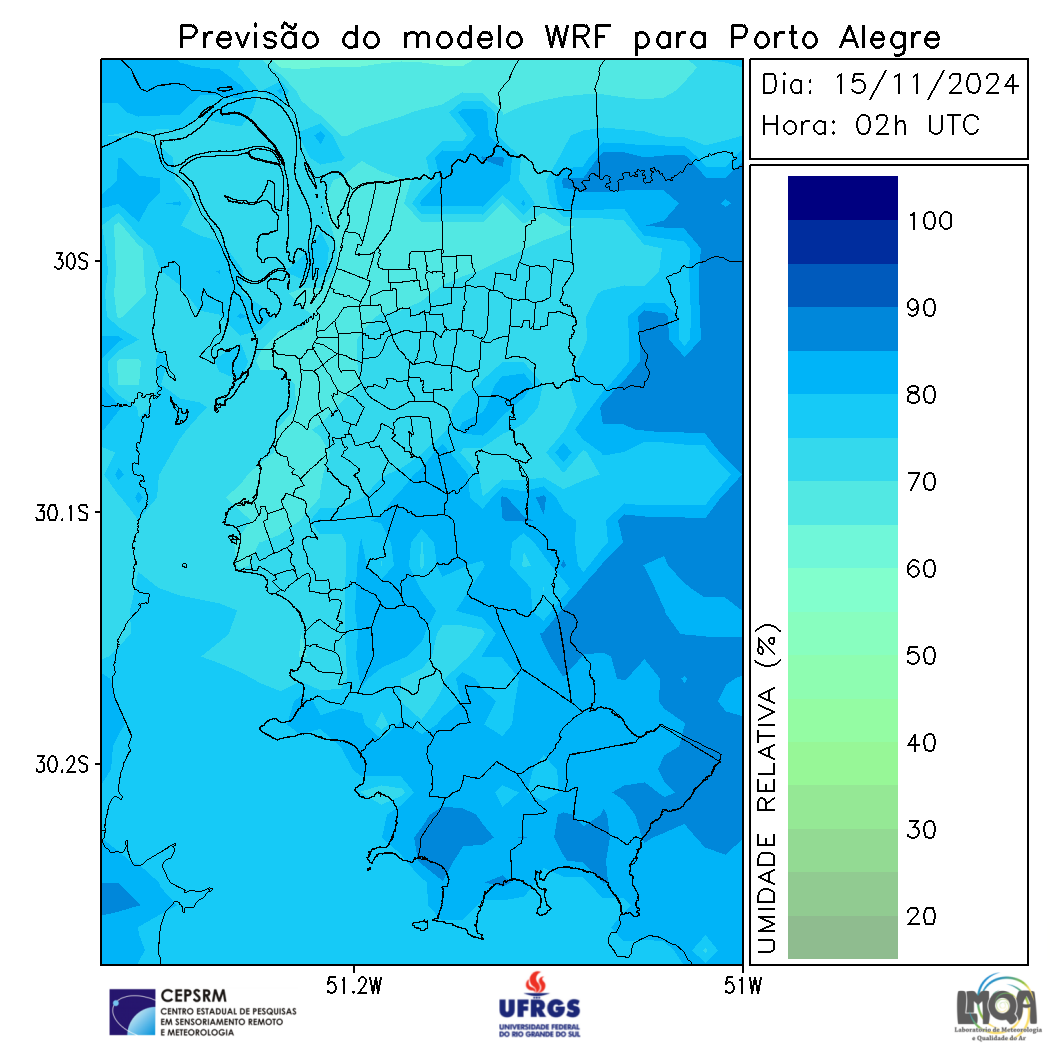 Previsão do modelo WRF para Porto Alegre
Dia: 15/11/2024
Hora: 02h UTC
30S
30.1S
30.2S
51.2W
51W
100
90
80
70
60
50
40
30
20
UMIDADE RELATIVA (%)
CEPSRM
CENTRO ESTADUAL DE PESQUISAS
EM SENSORIAMENTO REMOTO
E METEOROLOGIA
UFRGS
UNIVERSIDADE FEDERAL
DO RIO GRANDE DO SUL
LMQA
Laboratório de Meteorologia
e Qualidade do Ar